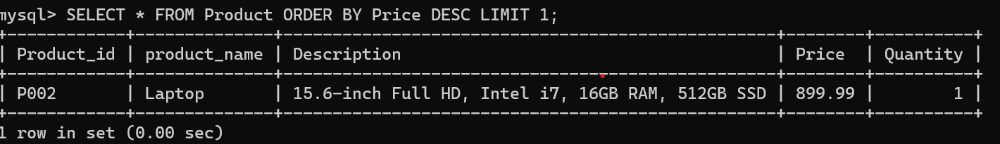 mysql> SELECT * FROM Product ORDER BY Price DESC LIMIT 1;
+------------+--------------+--------------------------------------------------+--------+----------+
| Product_id | product_name | Description                                      | Price  | Quantity |
+------------+--------------+--------------------------------------------------+--------+----------+
| P002       | Laptop       | 15.6-inch Full HD, Intel i7, 16GB RAM, 512GB SSD | 899.99 |        1 |
+------------+--------------+--------------------------------------------------+--------+----------+
1 row in set (0.00 sec)